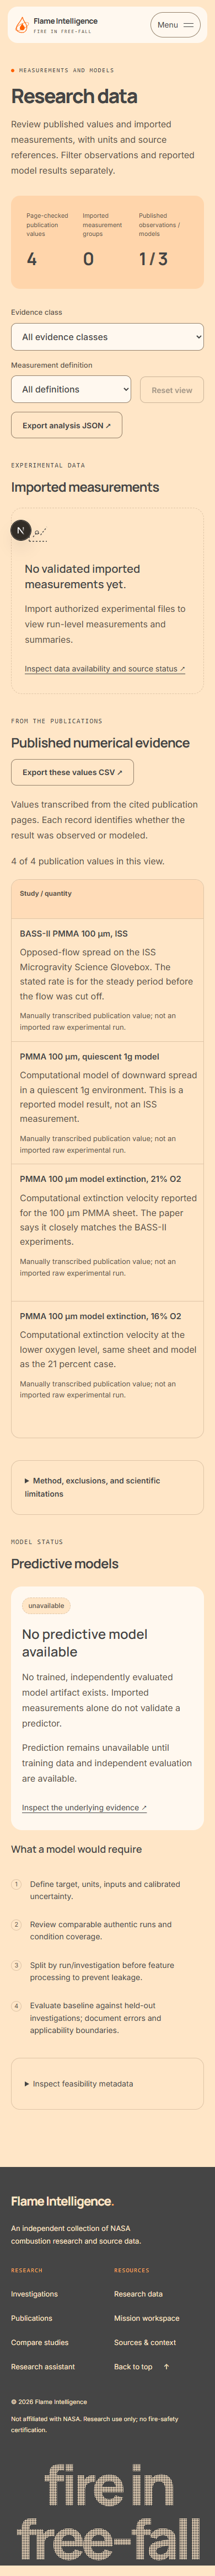 Flame Intelligence
FIRE IN FREE-FALL
Menu
MEASUREMENTS AND MODELS
Research data
Review published values and imported
measurements, with units and source
references. Filter observations and reported
model results separately.
Page-checked
publication
values
4
Imported
measurement
groups
0
Published
observations /
models
1 / 3
Evidence class
All evidence classes
Measurement definition
All definitions
Reset view
Export analysis JSON ↗
EXPERIMENTAL DATA
Imported measurements
N
No validated imported
measurements yet.
Import authorized experimental files to
view run-level measurements and
summaries.
Inspect data availability and source status ↗
FROM THE PUBLICATIONS
Published numerical evidence
Export these values CSV ↗
Values transcribed from the cited publication
pages. Each record identifies whether the
result was observed or modeled.
4 of 4 publication values in this view.
Study / quantity
BASS-II PMMA 100 µm, ISS
Opposed-flow spread on the ISS
Microgravity Science Glovebox. The
stated rate is for the steady period before
the flow was cut off.
Manually transcribed publication value; not an
imported raw experimental run.
PMMA 100 µm, quiescent 1g model
Computational model of downward spread
in a quiescent 1g environment. This is a
reported model result, not an ISS
measurement.
Manually transcribed publication value; not an
imported raw experimental run.
PMMA 100 µm model extinction, 21% O2
Computational extinction velocity reported
for the 100 µm PMMA sheet. The paper
says it closely matches the BASS-II
experiments.
Manually transcribed publication value; not an
imported raw experimental run.
PMMA 100 µm model extinction, 16% O2
Computational extinction velocity at the
lower oxygen level, same sheet and model
as the 21 percent case.
Manually transcribed publication value; not an
imported raw experimental run.
▶ Method, exclusions, and scientific
limitations
MODEL STATUS
Predictive models
unavailable
No predictive model
available
No trained, independently evaluated
model artifact exists. Imported
measurements alone do not validate a
predictor.
Prediction remains unavailable until
training data and independent evaluation
are available.
Inspect the underlying evidence ↗
What a model would require
1 Define target, units, inputs and calibrated
uncertainty.
2 Review comparable authentic runs and
condition coverage.
3 Split by run/investigation before feature
processing to prevent leakage.
4 Evaluate baseline against held-out
investigations; document errors and
applicability boundaries.
▶ Inspect feasibility metadata
Flame Intelligence.
An independent collection of NASA
combustion research and source data.
RESEARCH
Investigations
Publications
Compare studies
Research assistant
RESOURCES
Research data
Mission workspace
Sources & context
Back to top ↑
© 2026 Flame Intelligence
Not affiliated with NASA. Research use only; no fire-safety
certification.
fire in
free-fall